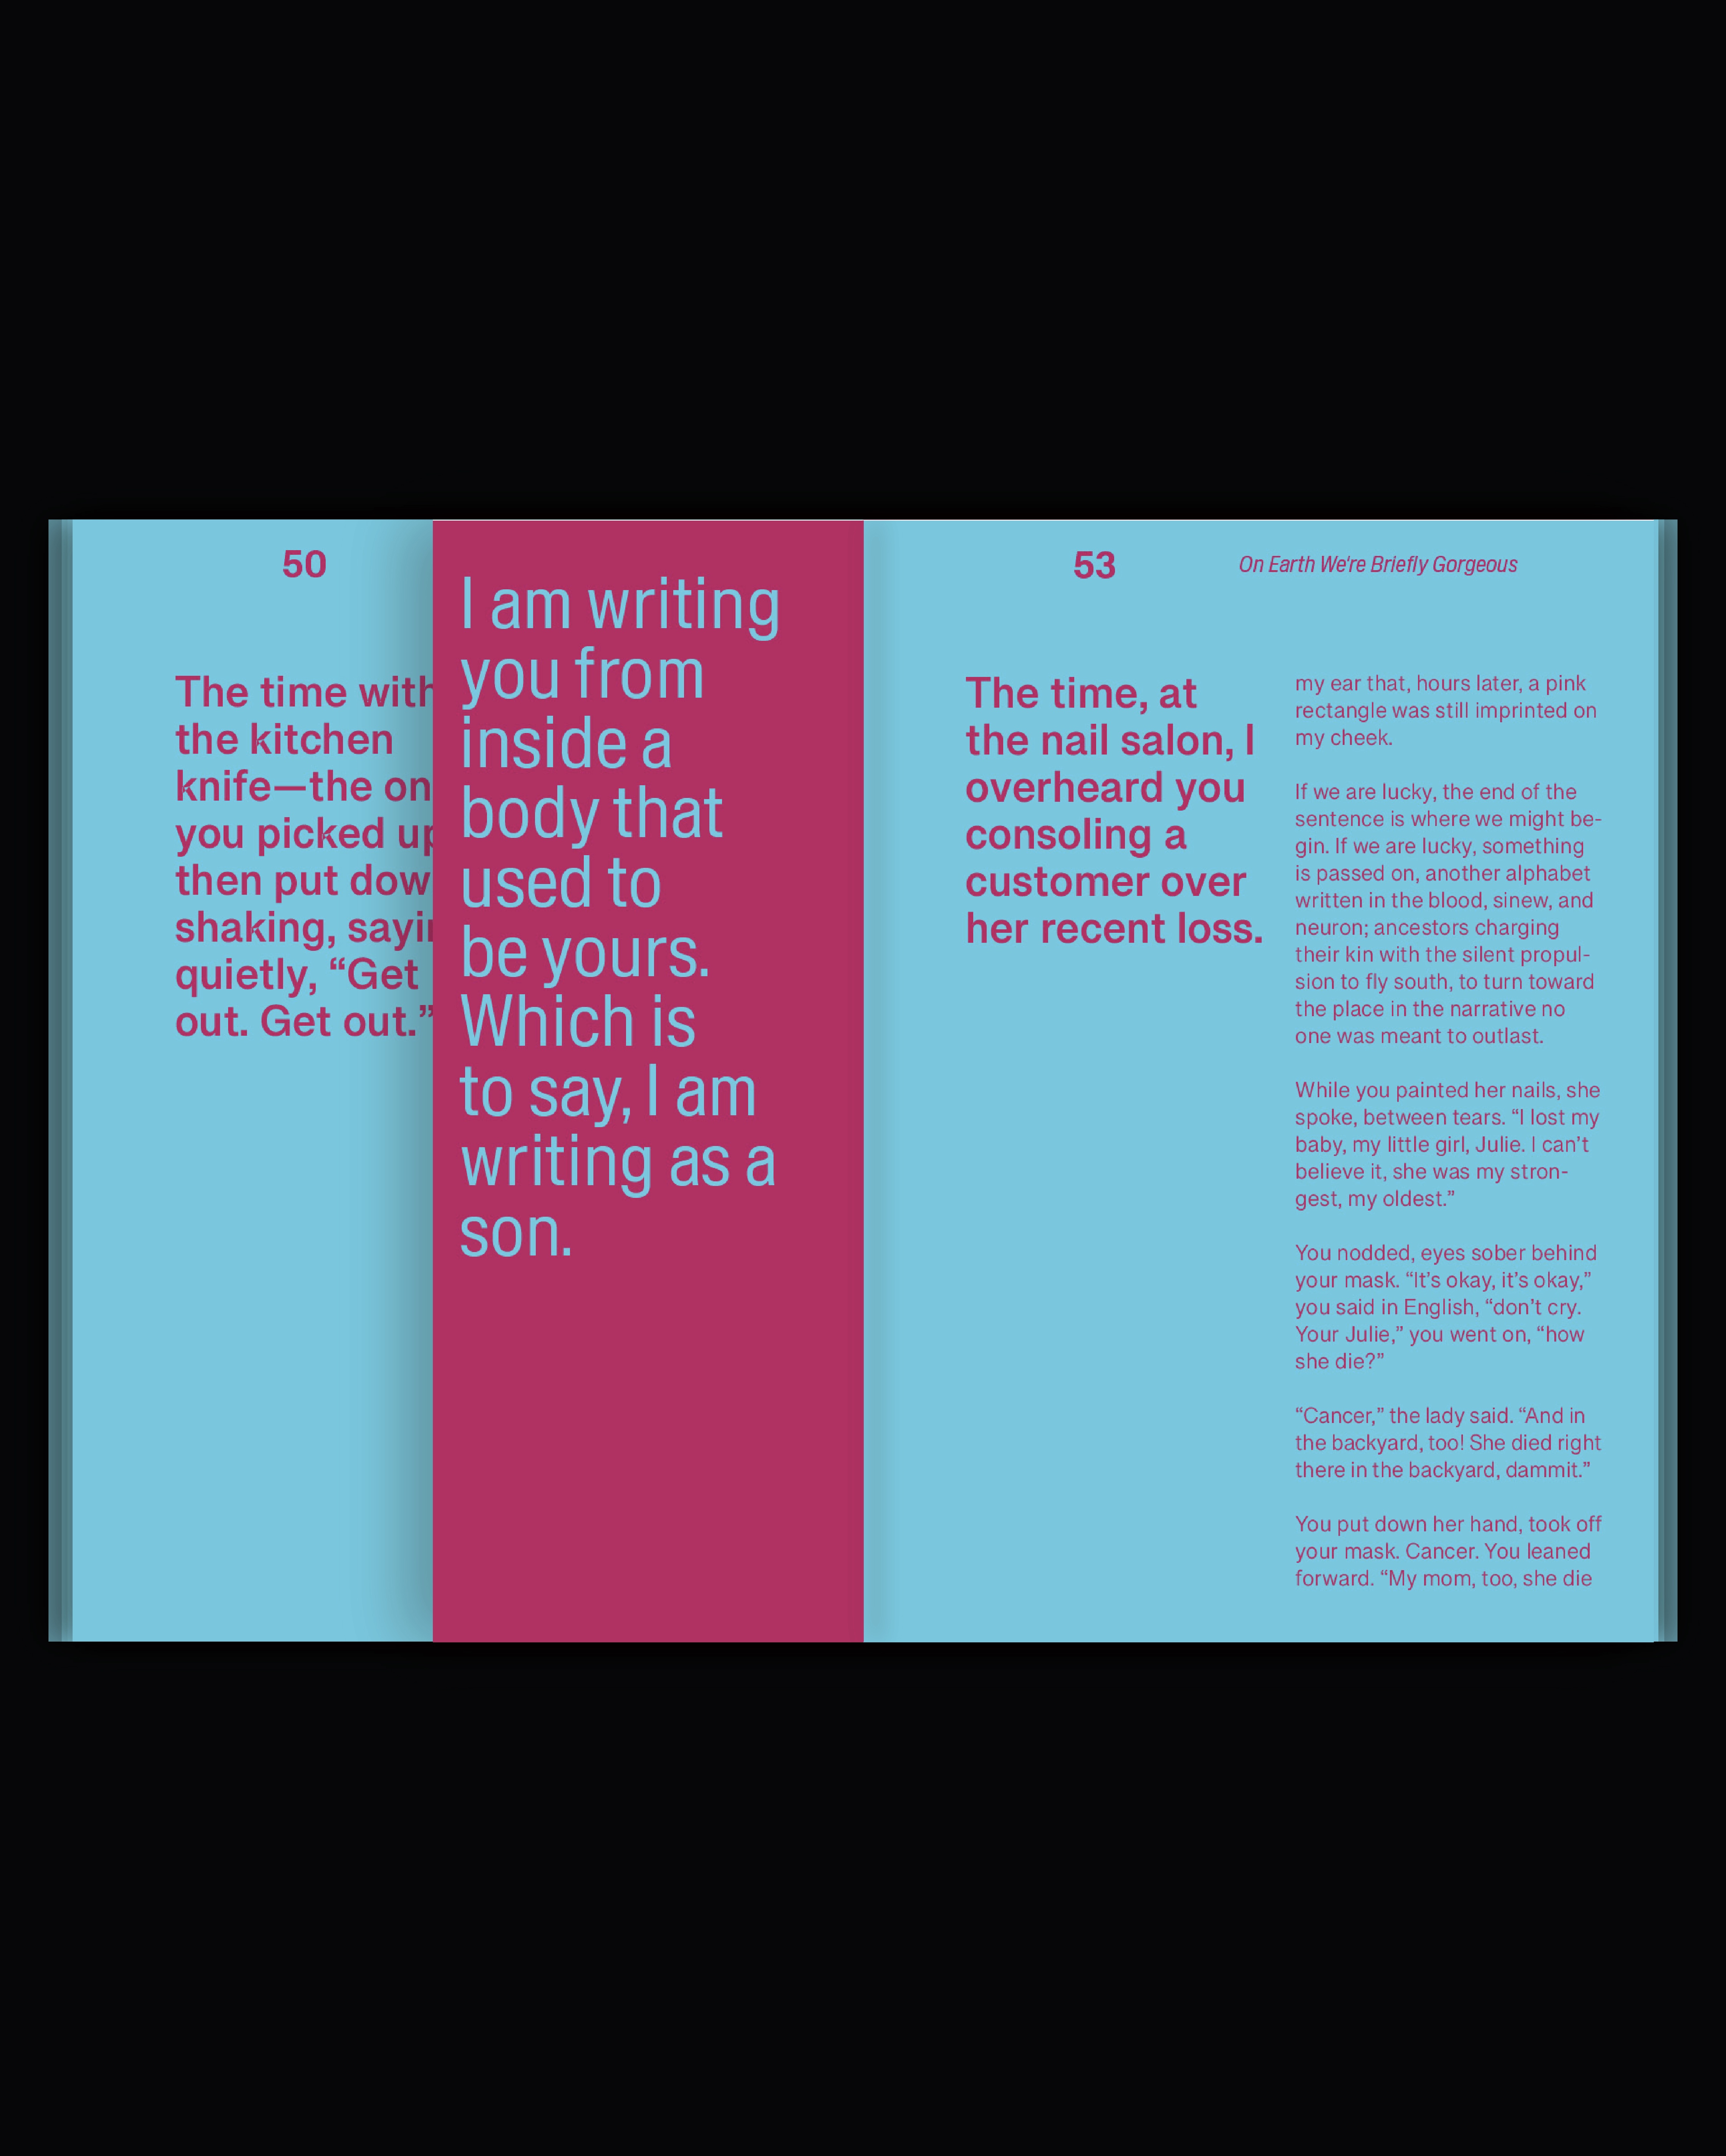 50
The time with
the kitchen
knife—the on
you picked up
then put dow
shaking, sayin
quietly, “Get
out. Get out.”
I am writing
you from
inside a
body that
used to
be yours.
Which is
to say, I am
writing as a
son.
53
On Earth We're Briefly Gorgeous
The time, at
the nail salon, I
overheard you
consoling a
customer over
her recent loss.
my ear that, hours later, a pink
rectangle was still imprinted on
my cheek.
If we are lucky, the end of the
sentence is where we might be-
gin. If we are lucky, something
is passed on, another alphabet
written in the blood, sinew, and
neuron; ancestors charging
their kin with the silent propul-
sion to fly south, to turn toward
the place in the narrative no
one was meant to outlast.
While you painted her nails, she
spoke, between tears. “I lost my
baby, my little girl, Julie. I can’t
believe it, she was my stron-
gest, my oldest.”
You nodded, eyes sober behind
your mask. “It’s okay, it’s okay,”
you said in English, “don’t cry.
Your Julie,” you went on, “how
she die?”
“Cancer,” the lady said. “And in
the backyard, too! She died right
there in the backyard, dammit.”
You put down her hand, took off
your mask. Cancer. You leaned
forward. “My mom, too, she die